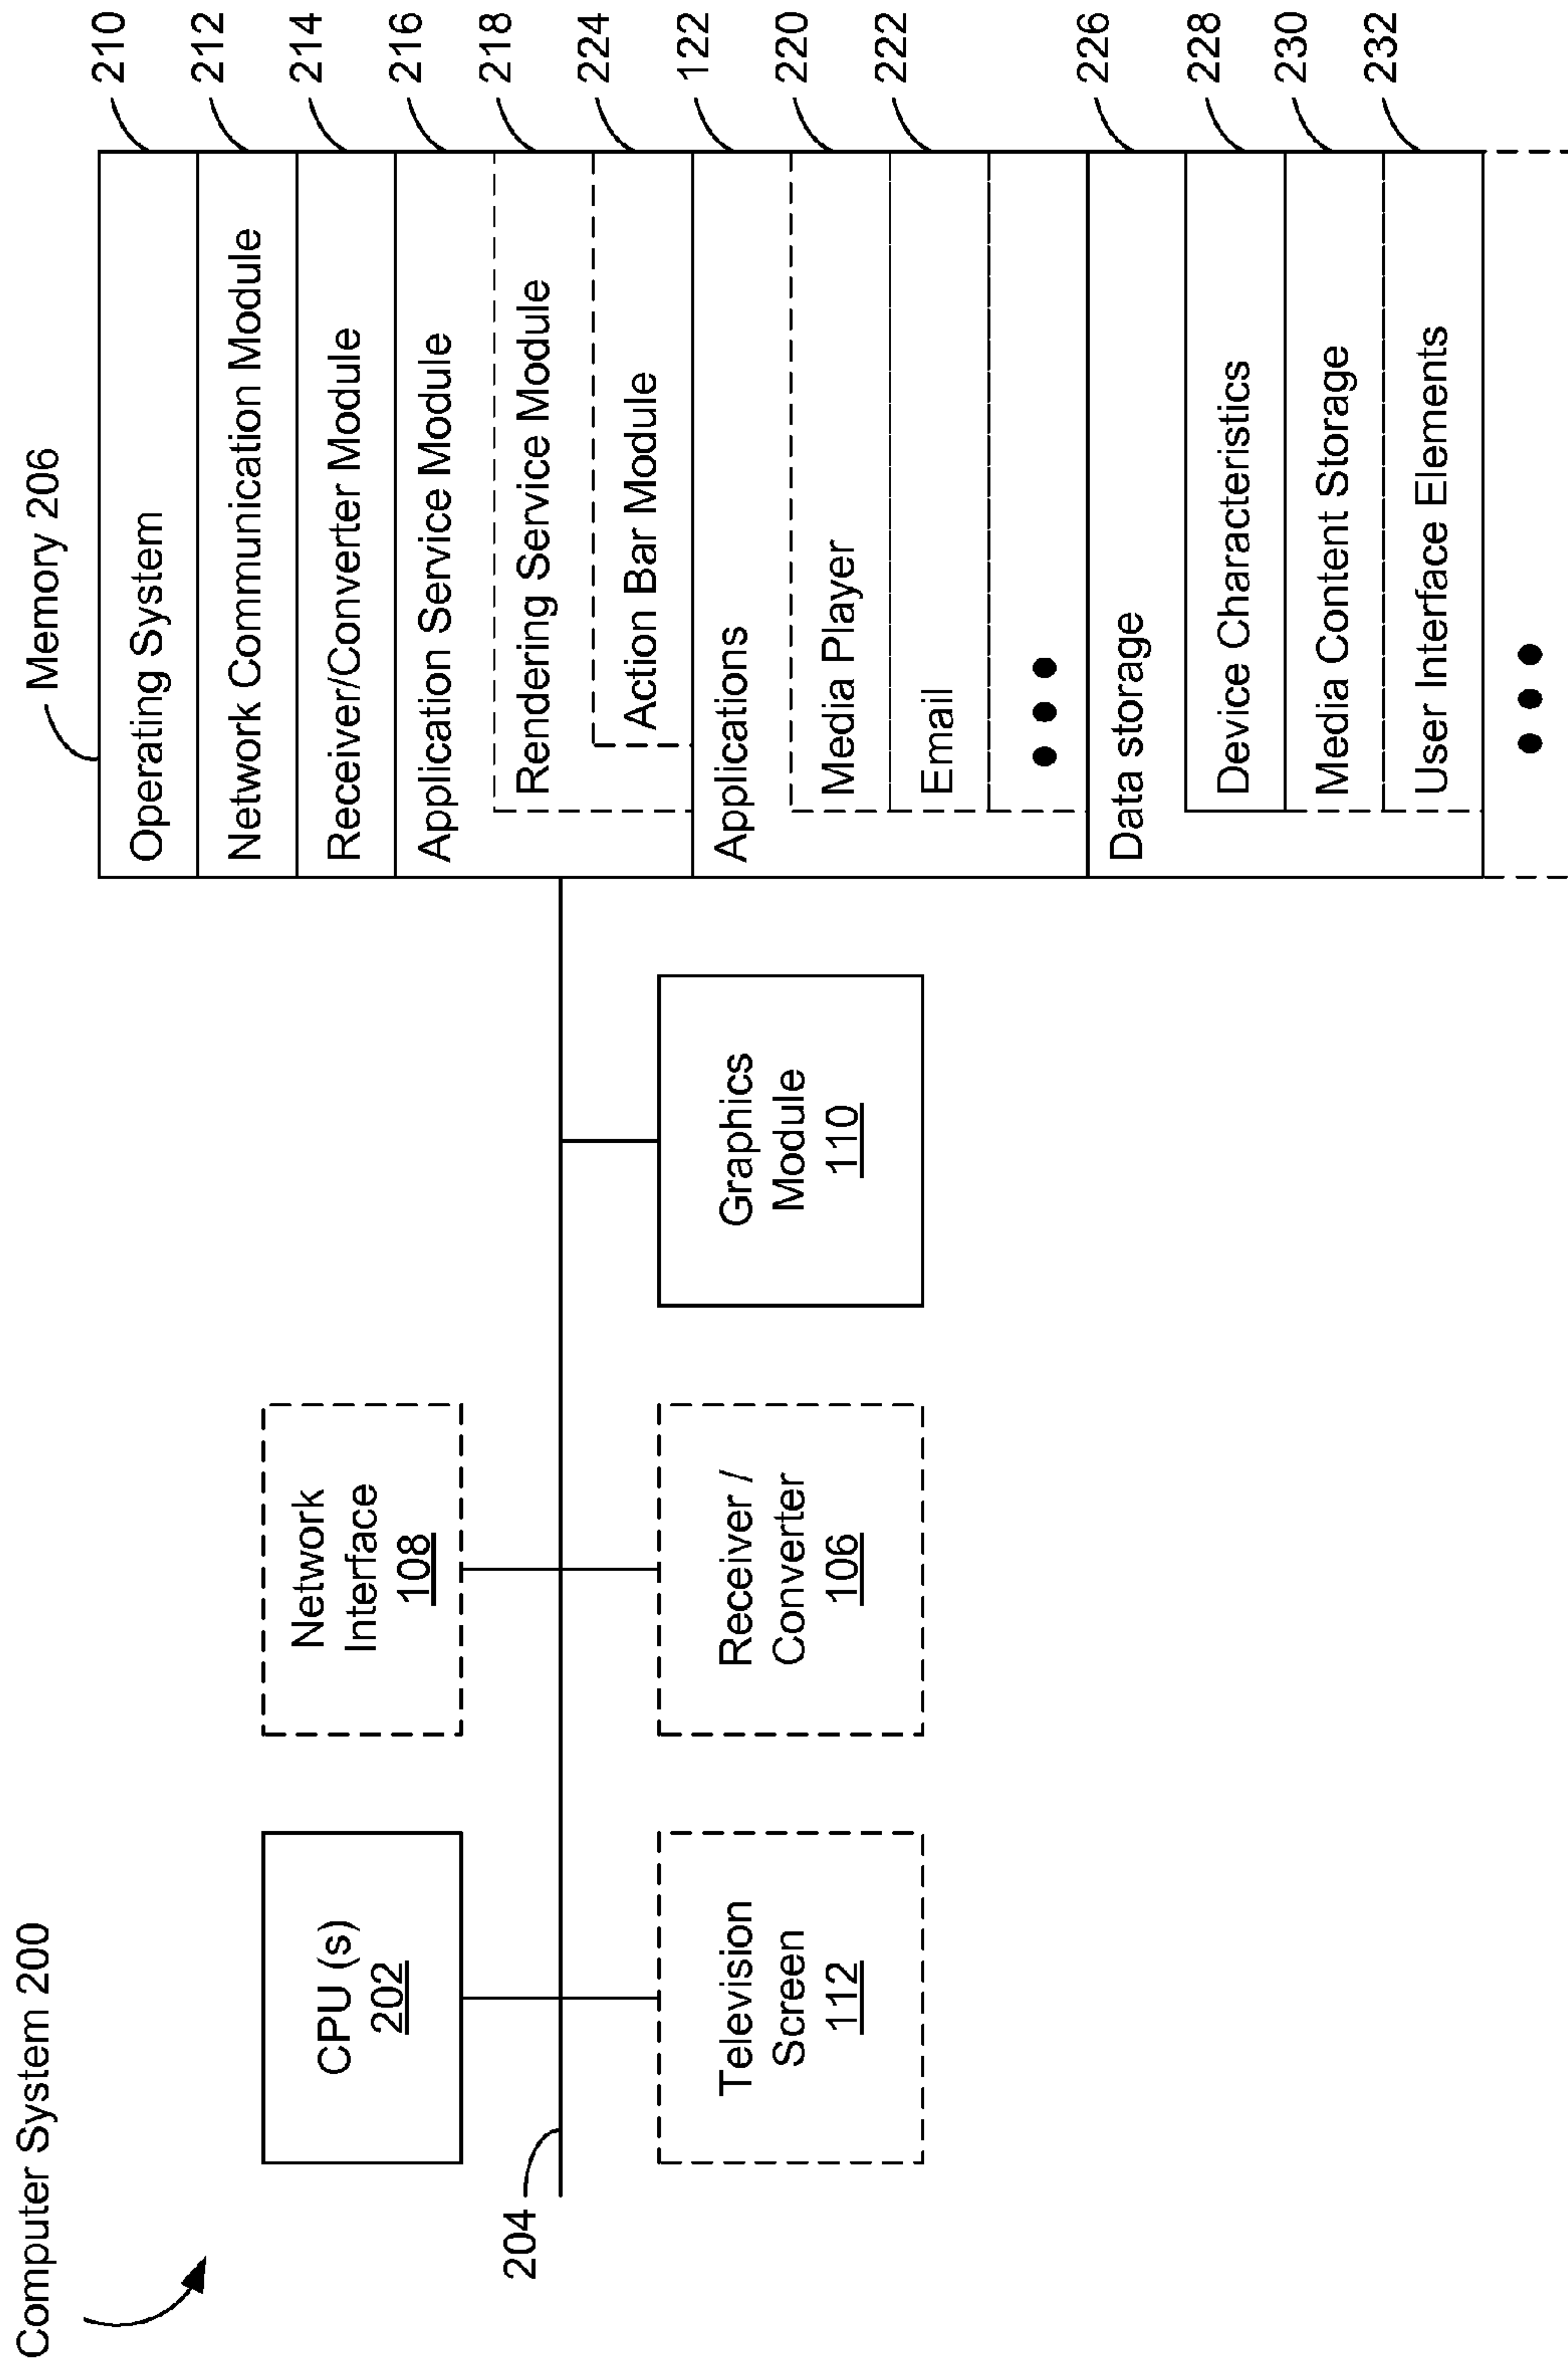 Computer System 200
CPU (s)
202
Network
Interface
108
204
Television
Screen
112
Receiver /
Converter
106
Graphics
Module
110
Memory 206
Operating System
210
Network Communication Module
212
Receiver/Converter Module
214
Application Service Module
216
Rendering Service Module
218
Action Bar Module
224
Applications
122
Media Player
220
Email
222
Data storage
226
Device Characteristics
228
Media Content Storage
230
User Interface Elements
232